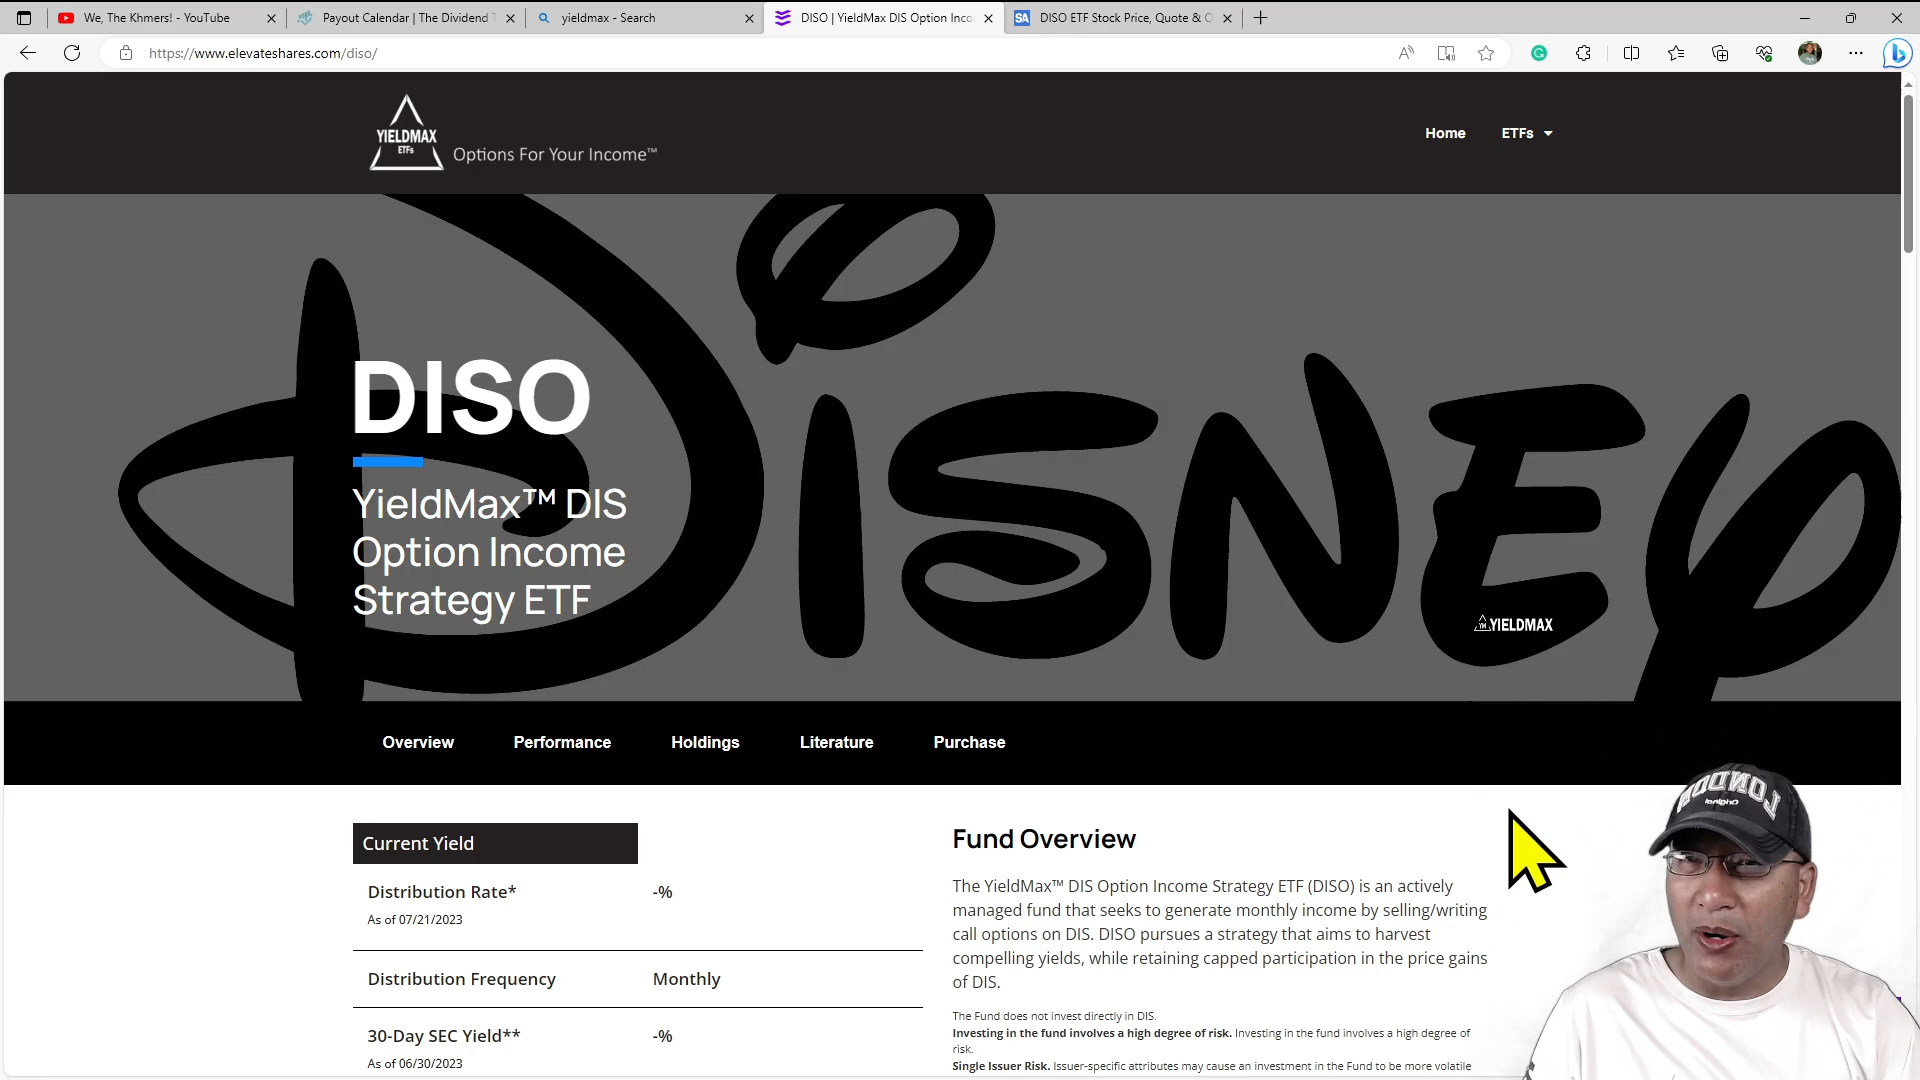 We, The Khmers! - YouTube
Payout Calendar | The Dividend T
yieldmax - Search
DISO | YieldMax DIS Option Inco
SA
DISO ETF Stock Price, Quote & O
https://www.elevateshares.com/diso/
YIELDMAX
ETFs
Options For Your Income™
Home
ETFs
DISNEY
DISO
YieldMax™ DIS
Option Income
Strategy ETF
YM YIELDMAX
Overview
Performance
Holdings
Literature
Purchase
Current Yield
Distribution Rate*
-%
As of 07/21/2023
Distribution Frequency
Monthly
30-Day SEC Yield**
-%
As of 06/30/2023
Fund Overview
The YieldMax™ DIS Option Income Strategy ETF (DISO) is an actively
managed fund that seeks to generate monthly income by selling/writing
call options on DIS. DISO pursues a strategy that aims to harvest
compelling yields, while retaining capped participation in the price gains
of DIS.
The Fund does not invest directly in DIS.
Investing in the fund involves a high degree of risk. Investing in the fund involves a high degree of
risk.
Single Issuer Risk. Issuer-specific attributes may cause an investment in the Fund to be more volatile
LONDON